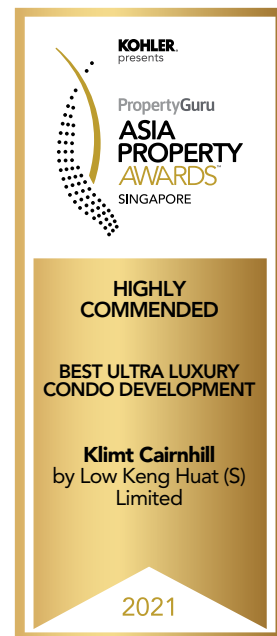 KOHLER.
presents
PropertyGuru
ASIA
PROPERTY
AWARDS™
SINGAPORE
HIGHLY
COMMENDED
BEST ULTRA LUXURY
CONDO DEVELOPMENT
Klimt Cairnhill
by Low Keng Huat (S)
Limited
2021